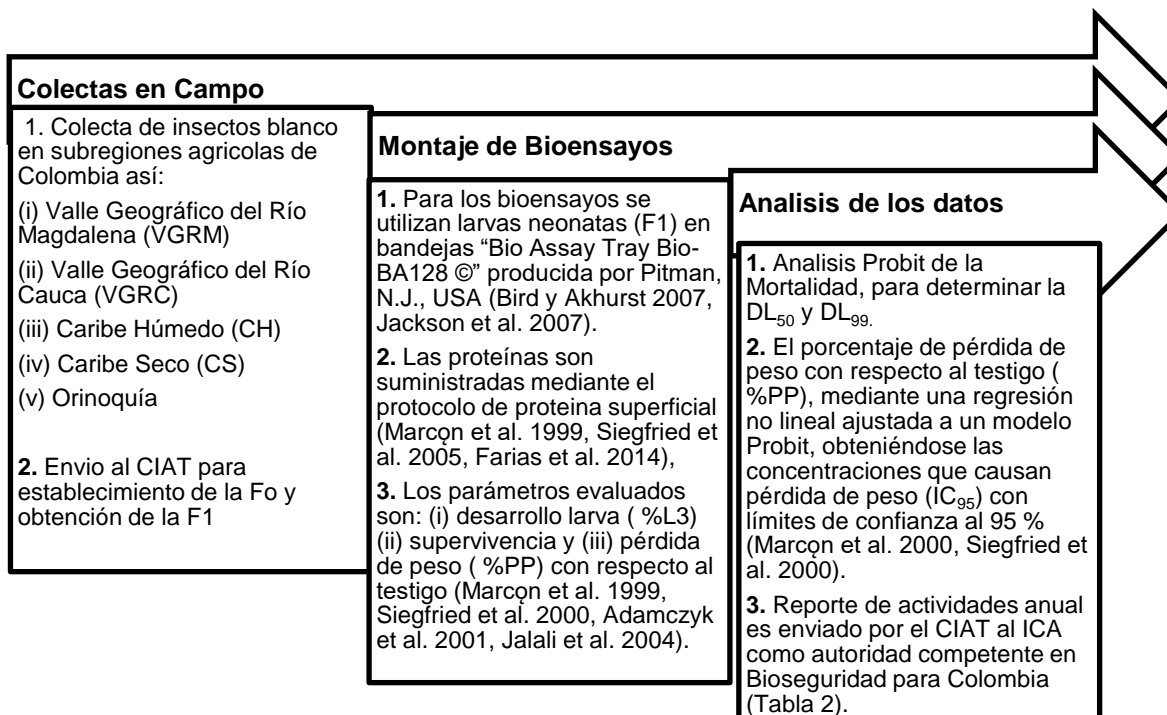 Colectas en Campo
1. Colecta de insectos blanco
en subregiones agricolas de
Colombia así:
(i) Valle Geográfico del Río
Magdalena (VGRM)
(ii) Valle Geográfico del Río
Cauca (VGRC)
(iii) Caribe Húmedo (CH)
(iv) Caribe Seco (CS)
(v) Orinoquía
2. Envio al CIAT para
establecimiento de la Fo y
obtención de la F1
Montaje de Bioensayos
1. Para los bioensayos se
utilizan larvas neonatas (F1) en
bandejas “Bio Assay Tray Bio-
BA128 ©” producida por Pitman,
N.J., USA (Bird y Akhurst 2007,
Jackson et al. 2007).
2. Las proteínas son
suministradas mediante el
protocolo de proteina superficial
(Marcǫn et al. 1999, Siegfried et
al. 2005, Farias et al. 2014),
3. Los parámetros evaluados
son: (i) desarrollo larva ( %L3)
(ii) supervivencia y (iii) pérdida
de peso ( %PP) con respecto al
testigo (Marcǫn et al. 1999,
Siegfried et al. 2000, Adamczyk
et al. 2001, Jalali et al. 2004).
Analisis de los datos
1. Analisis Probit de la
Mortalidad, para determinar la
DL50 y DL99.
2. El porcentaje de pérdida de
peso con respecto al testigo (
%PP), mediante una regresión
no lineal ajustada a un modelo
Probit, obteniéndose las
concentraciones que causan
pérdida de peso (IC95) con
límites de confianza al 95 %
(Marcǫn et al. 2000, Siegfried et
al. 2000).
3. Reporte de actividades anual
es enviado por el CIAT al ICA
como autoridad competente en
Bioseguridad para Colombia
(Tabla 2).